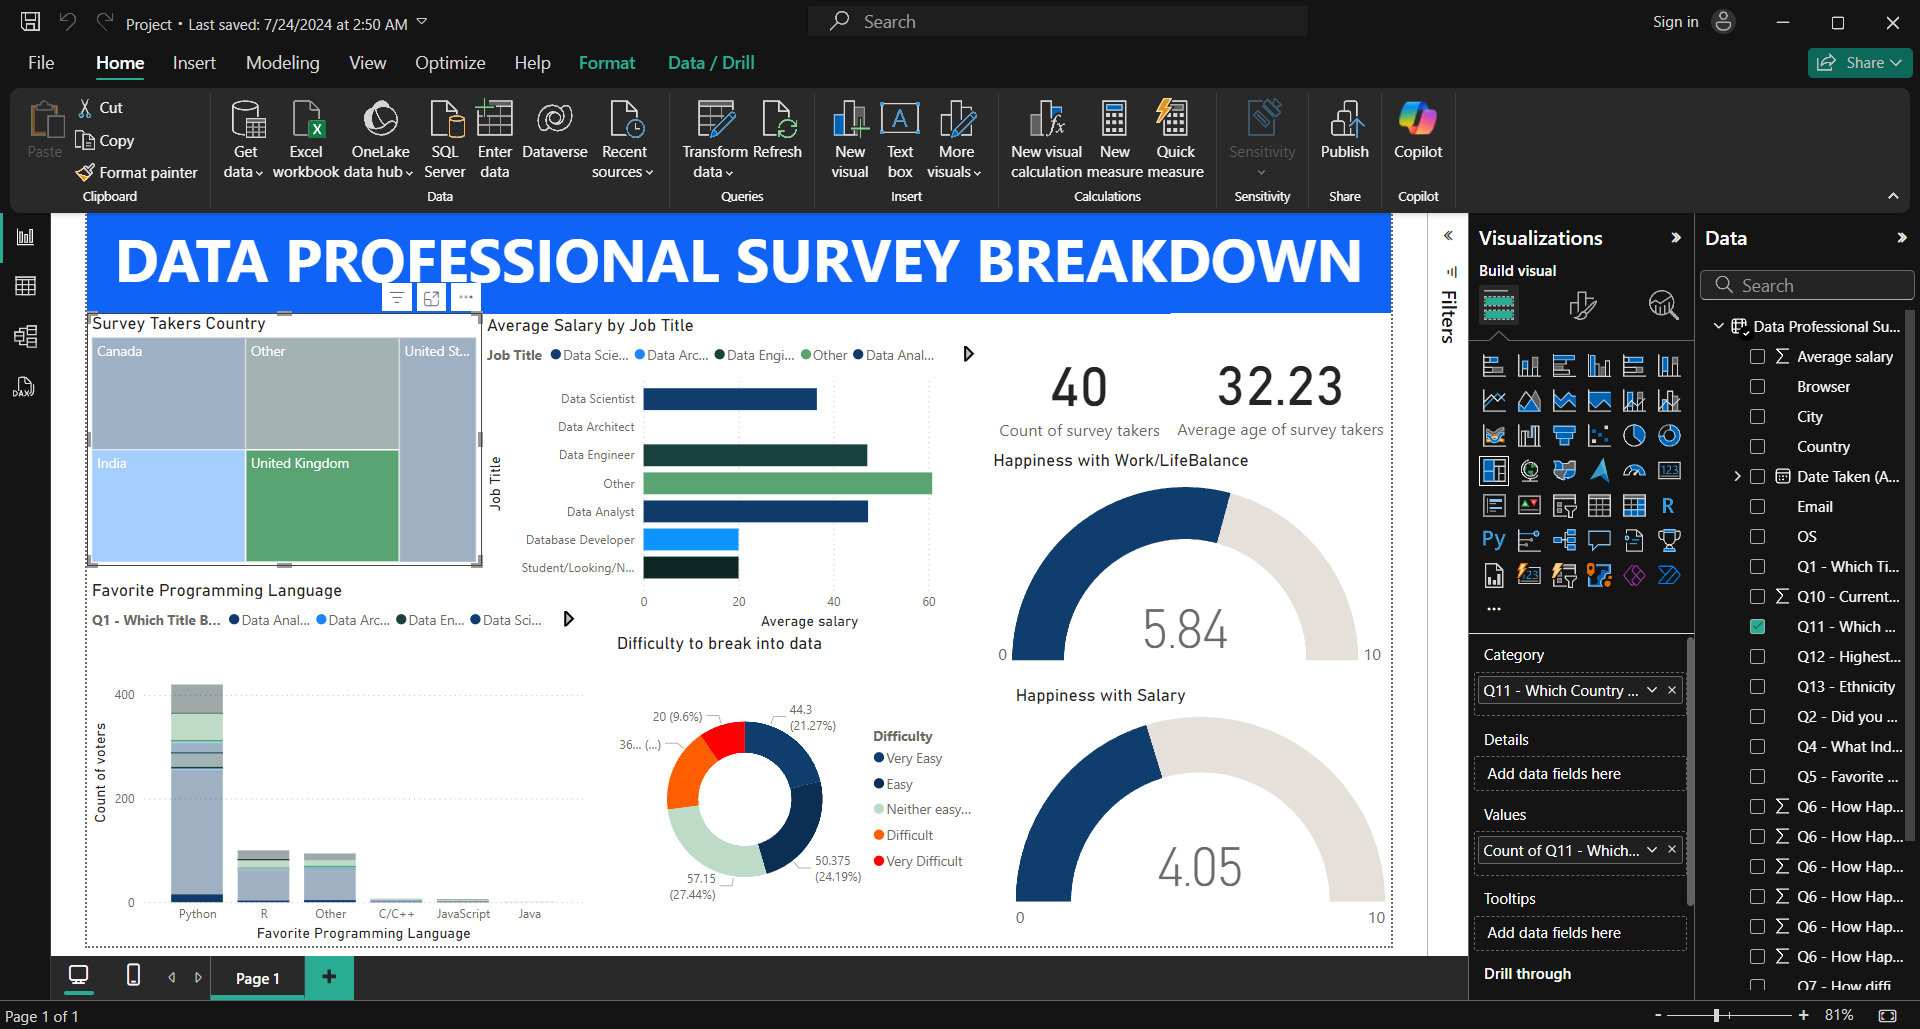 Project • Last saved: 7/24/2024 at 2:50 AM
Search
Sign in
File
Home
Insert
Modeling
View
Optimize
Help
Format
Data / Drill
Share
Paste
Cut
Copy
Format painter
Clipboard
Get data
Excel workbook
OneLake data hub
SQL Server
Enter data
Dataverse
Recent sources
Data
Transform data
Refresh
Queries
New visual
Text box
More visuals
Insert
New visual calculation
New measure
Quick measure
Calculations
Sensitivity
Sensitivity
Publish
Share
Copilot
Copilot
DAX
DATA PROFESSIONAL SURVEY BREAKDOWN
Survey Takers Country
Canada
Other
United St...
India
United Kingdom
Average Salary by Job Title
Job Title
Data Scie...
Data Arc...
Data Engi...
Other
Data Anal...
Job Title
Data Scientist
Data Architect
Data Engineer
Other
Data Analyst
Database Developer
Student/Looking/N...
0
20
40
60
Average salary
40
Count of survey takers
32.23
Average age of survey takers
Happiness with Work/LifeBalance
5.84
0
10
Favorite Programming Language
Q1 - Which Title B...
Data Anal...
Data Arc...
Data En...
Data Sci...
Count of voters
400
200
0
Python
R
Other
C/C++
JavaScript
Java
Favorite Programming Language
Difficulty to break into data
20 (9.6%)
44.3
(21.27%)
36... (...)
57.15
(27.44%)
50.375
(24.19%)
Difficulty
Very Easy
Easy
Neither easy...
Difficult
Very Difficult
Happiness with Salary
4.05
0
10
Filters
Visualizations
Build visual
123
R
Py
123
Category
Q11 - Which Country ...
Details
Add data fields here
Values
Count of Q11 - Which...
Tooltips
Add data fields here
Drill through
Data
Search
Data Professional Su...
Average salary
Browser
City
Country
Date Taken (A...
Email
OS
Q1 - Which Ti...
Q10 - Current...
Q11 - Which ...
Q12 - Highest...
Q13 - Ethnicity
Q2 - Did you ...
Q4 - What Ind...
Q5 - Favorite ...
Q6 - How Hap...
Q6 - How Hap...
Q6 - How Hap...
Q6 - How Hap...
Q6 - How Hap...
Q6 - How Hap...
Q7 - How diffi
Page 1
Page 1 of 1
81%